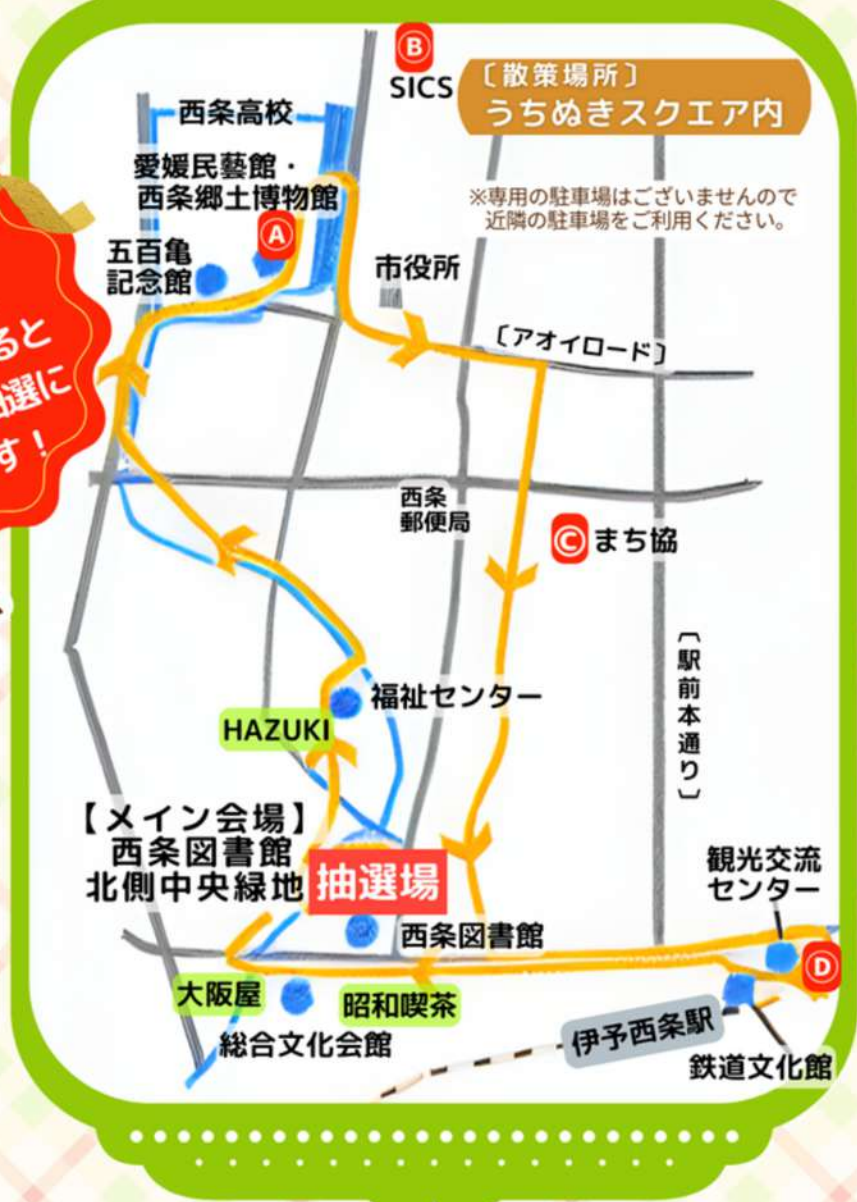 Ⓑ
SICS
〔散策場所〕
うちぬきスクエア内
西条高校
愛媛民藝館・
西条郷土博物館
※専用の駐車場はございませんので
近隣の駐車場をご利用ください。
Ⓐ
五百亀
記念館
市役所
〔アオイロード〕
ると
選に
す！
西条
郵便局
Ⓒ まち協
〔駅前本通り〕
福祉センター
HAZUKI
【メイン会場】
西条図書館
北側中央緑地
抽選場
観光交流
センター
西条図書館
Ⓓ
大阪屋
昭和喫茶
総合文化会館
伊予西条駅
鉄道文化館